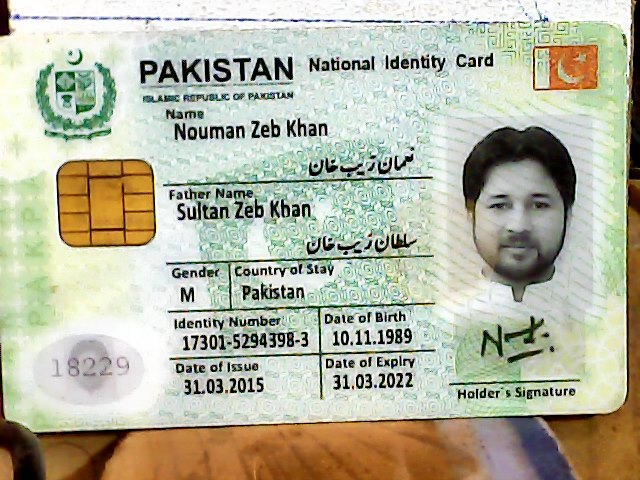 PAKISTAN National Identity Card
ISLAMIC REPUBLIC OF PAKISTAN
Name
Nouman Zeb Khan
نعمان زیب خان
Father Name
Sultan Zeb Khan
سلطان زیب خان
Gender Country of Stay
M Pakistan
Identity Number Date of Birth
17301-5294398-3 10.11.1989
Date of Issue Date of Expiry
31.03.2015 31.03.2022
18229
Holder's Signature